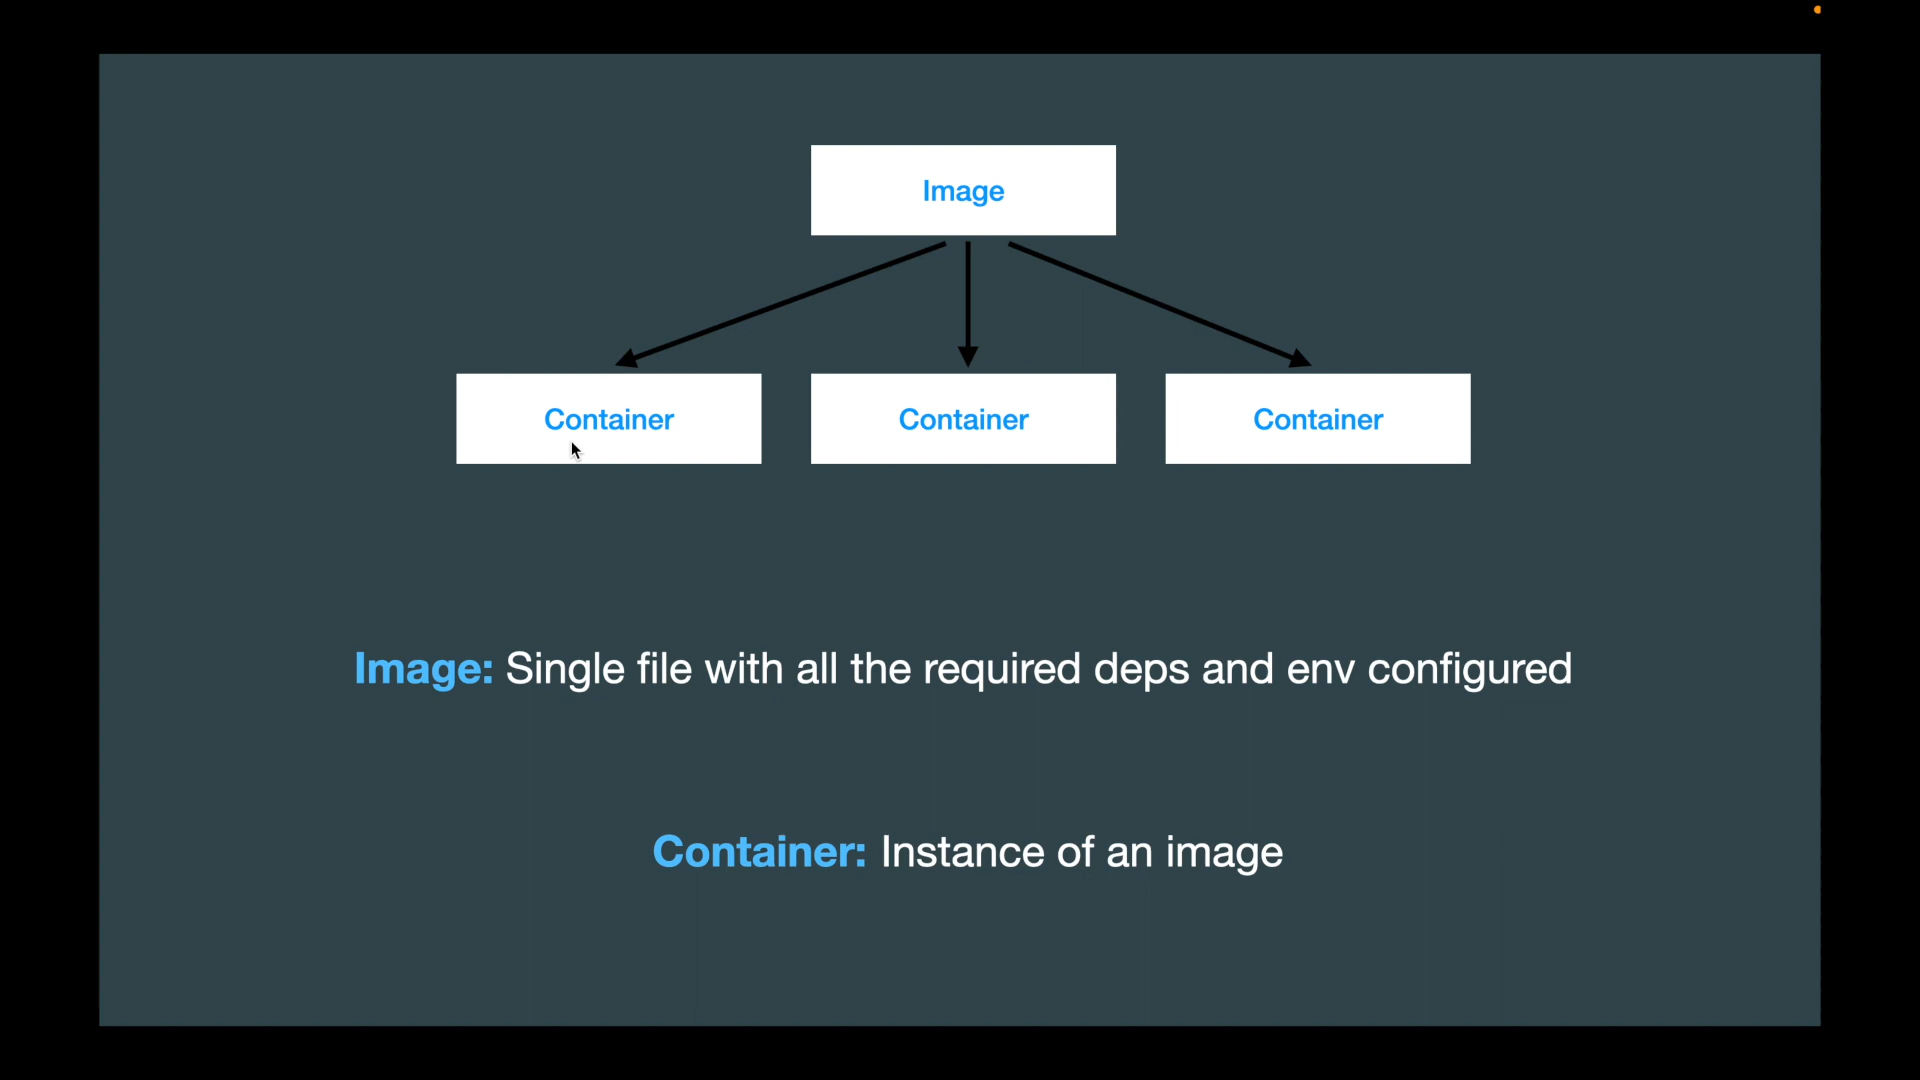 Image
Container Container Container
Image: Single file with all the required deps and env configured
Container: Instance of an image